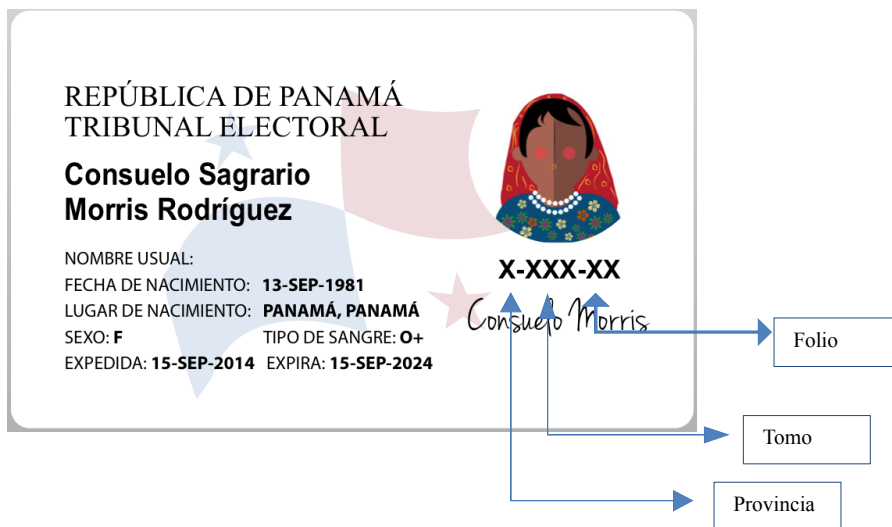 REPÚBLICA DE PANAMÁ
TRIBUNAL ELECTORAL
Consuelo Sagrario
Morris Rodríguez
NOMBRE USUAL:
FECHA DE NACIMIENTO: 13-SEP-1981
LUGAR DE NACIMIENTO: PANAMÁ, PANAMÁ
SEXO: F TIPO DE SANGRE: O+
EXPEDIDA: 15-SEP-2014 EXPIRA: 15-SEP-2024
X-XXX-XX
Consuelo Morris
Folio
Tomo
Provincia